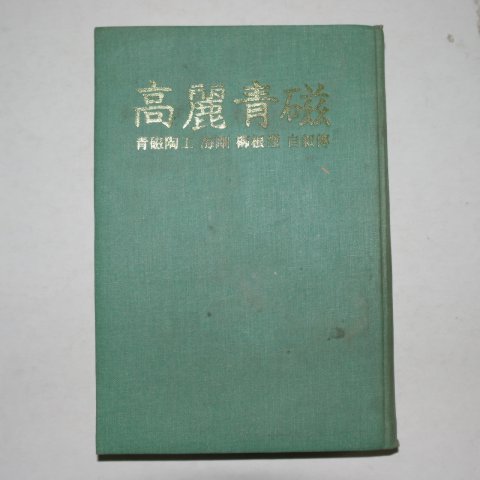 高麗青磁
青磁陶工 海剛 柳根瀅 自叙傳